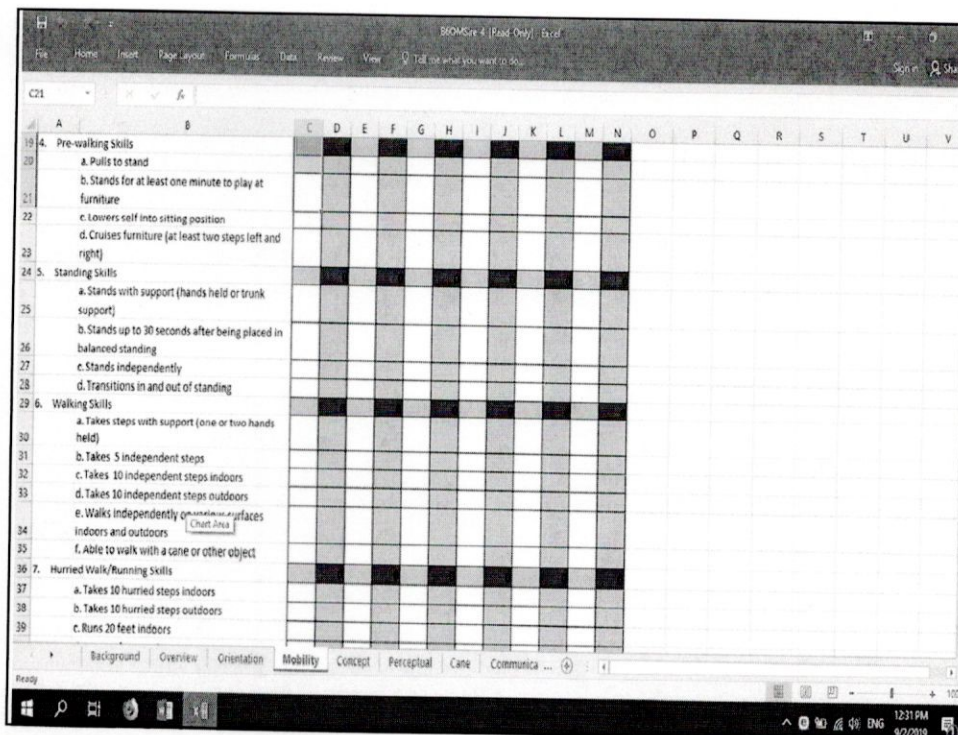 B6OMSire 4 [Read-Only] - Excel
File Home Insert Page Layout Formulas Data Review View Tell me what you want to do... Sign in Sha
C21 fx
A B C D E F G H I J K L M N O P Q R S T U V
19 4. Pre-walking Skills
20 a. Pulls to stand
b. Stands for at least one minute to play at
21 furniture
22 c. Lowers self into sitting position
d. Cruises furniture (at least two steps left and
23 right)
24 5. Standing Skills
a. Stands with support (hands held or trunk
25 support)
b. Stands up to 30 seconds after being placed in
26 balanced standing
27 c. Stands independently
28 d. Transitions in and out of standing
29 6. Walking Skills
a. Takes steps with support (one or two hands
30 held)
31 b. Takes 5 independent steps
32 c. Takes 10 independent steps indoors
33 d. Takes 10 independent steps outdoors
e. Walks independently on various surfaces
Chart Area
34 indoors and outdoors
35 f. Able to walk with a cane or other object
36 7. Hurried Walk/Running Skills
37 a. Takes 10 hurried steps indoors
38 b. Takes 10 hurried steps outdoors
39 c. Runs 20 feet indoors
Background Overview Orientation Mobility Concept Perceptual Cane Communica ...
Ready 100
ENG 12:31 PM
9/2/2019